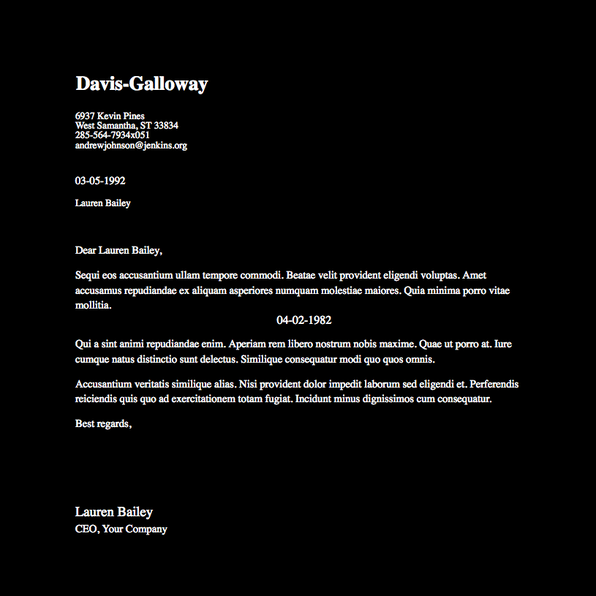 Davis-Galloway
6937 Kevin Pines
West Samantha, ST 33834
285-564-7934x051
andrewjohnson@jenkins.org
03-05-1992
Lauren Bailey
Dear Lauren Bailey,
Sequi eos accusantium ullam tempore commodi. Beatae velit provident eligendi voluptas. Amet
accusamus repudiandae ex aliquam asperiores numquam molestiae maiores. Quia minima porro vitae
mollitia.
04-02-1982
Qui a sint animi repudiandae enim. Aperiam rem libero nostrum nobis maxime. Quae ut porro at. Iure
cumque natus distinctio sunt delectus. Similique consequatur modi quo quos omnis.
Accusantium veritatis similique alias. Nisi provident dolor impedit laborum sed eligendi et. Perferendis
reiciendis quis quo ad exercitationem totam fugiat. Incidunt minus dignissimos cum consequatur.
Best regards,
Lauren Bailey
CEO, Your Company